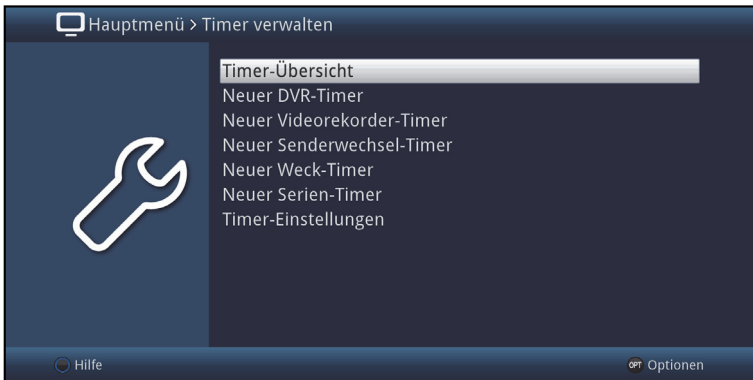 Hauptmenü > Timer verwalten
Timer-Übersicht
Neuer DVR-Timer
Neuer Videorekorder-Timer
Neuer Senderwechsel-Timer
Neuer Weck-Timer
Neuer Serien-Timer
Timer-Einstellungen
Hilfe OPT Optionen